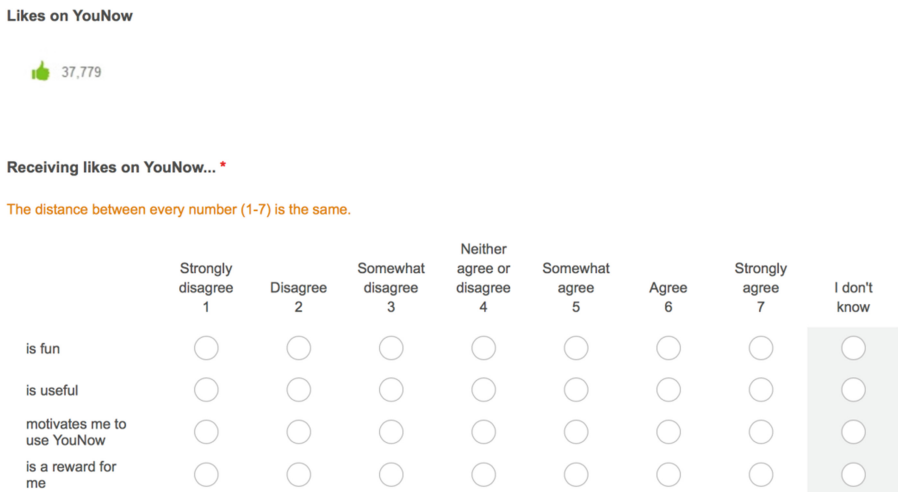 Likes on YouNow
37,779
Receiving likes on YouNow... *
The distance between every number (1-7) is the same.
Strongly disagree 1
Disagree 2
Somewhat disagree 3
Neither agree or disagree 4
Somewhat agree 5
Agree 6
Strongly agree 7
I don't know
is fun
is useful
motivates me to
use YouNow
is a reward for
me